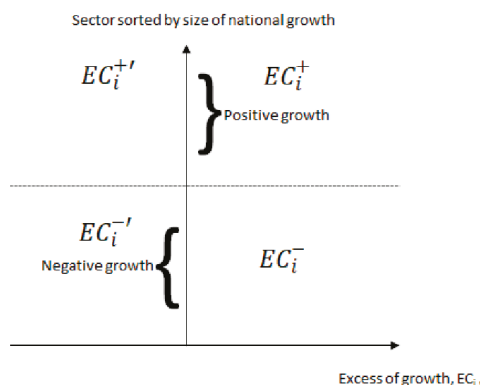 Sector sorted by size of national growth
EC_i^{+′} EC_i^{+}
Positive growth
EC_i^{-′}
Negative growth EC_i^{-}
Excess of growth, EC_i